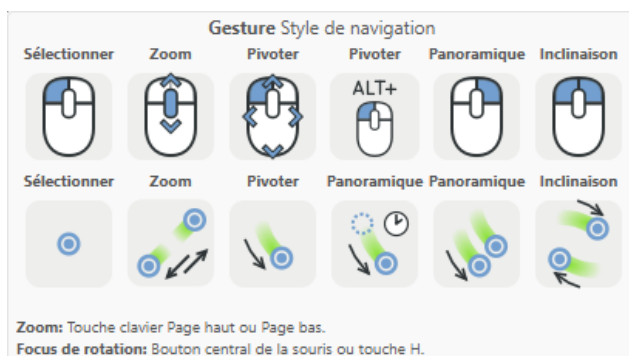 Gesture Style de navigation
Sélectionner Zoom Pivoter Pivoter Panoramique Inclinaison
ALT+
Sélectionner Zoom Pivoter Panoramique Panoramique Inclinaison
Zoom: Touche clavier Page haut ou Page bas.
Focus de rotation: Bouton central de la souris ou touche H.